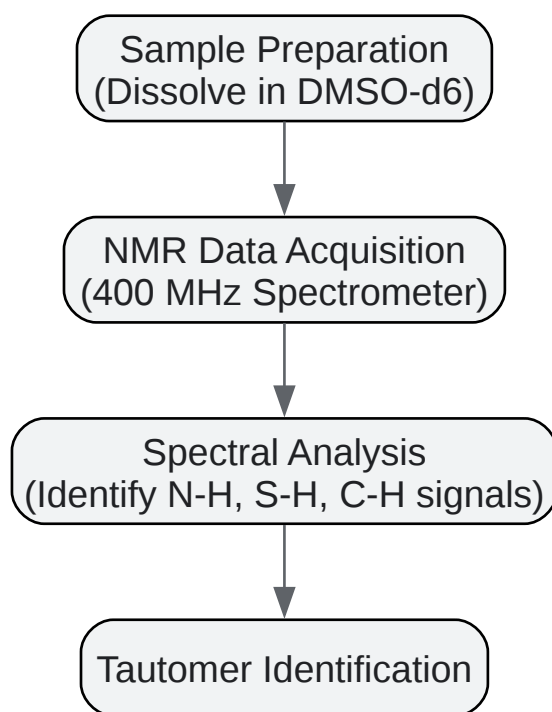 Sample Preparation
(Dissolve in DMSO-d6)
NMR Data Acquisition
(400 MHz Spectrometer)
Spectral Analysis
(Identify N-H, S-H, C-H signals)
Tautomer Identification